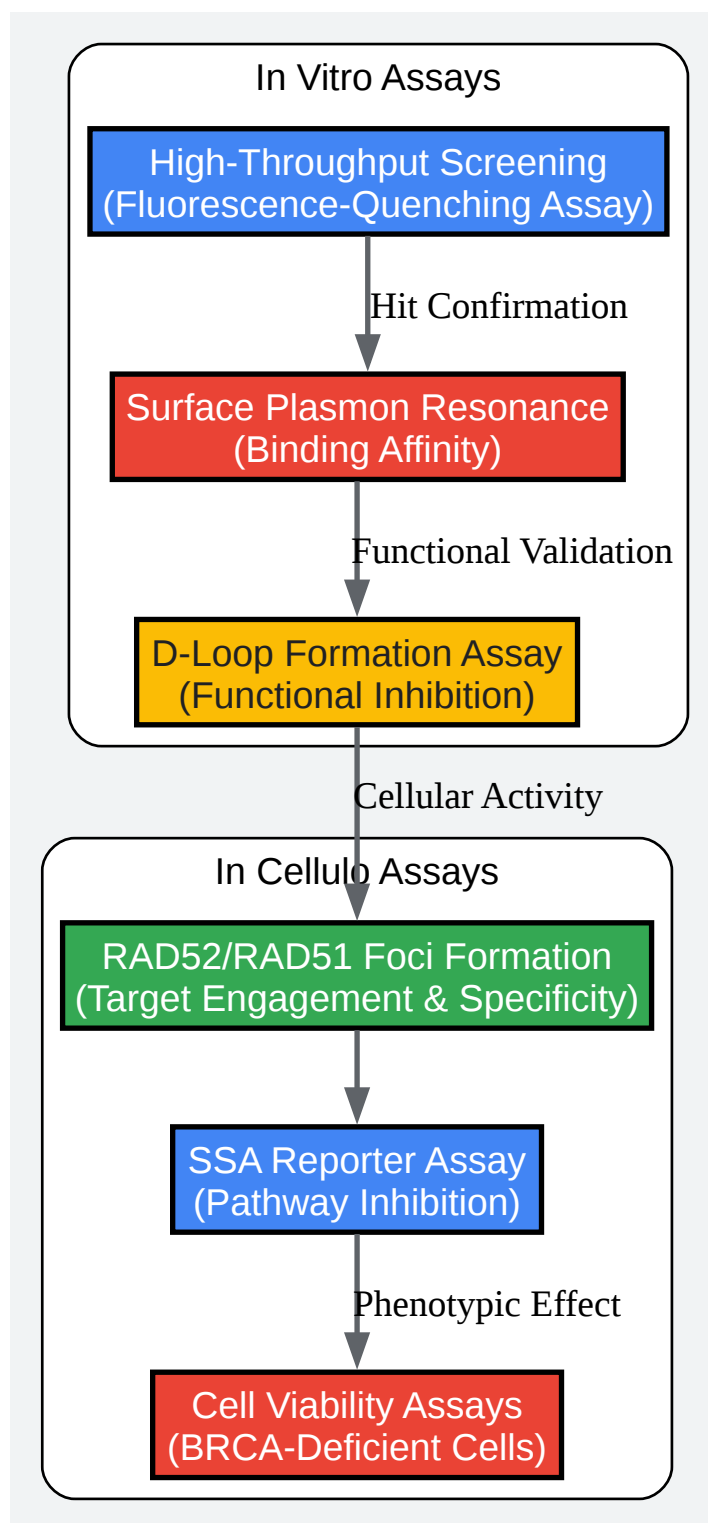 In Vitro Assays
High-Throughput Screening
(Fluorescence-Quenching Assay)
Hit Confirmation
Surface Plasmon Resonance
(Binding Affinity)
Functional Validation
D-Loop Formation Assay
(Functional Inhibition)
Cellular Activity
In Cellulo Assays
RAD52/RAD51 Foci Formation
(Target Engagement & Specificity)
SSA Reporter Assay
(Pathway Inhibition)
Phenotypic Effect
Cell Viability Assays
(BRCA-Deficient Cells)